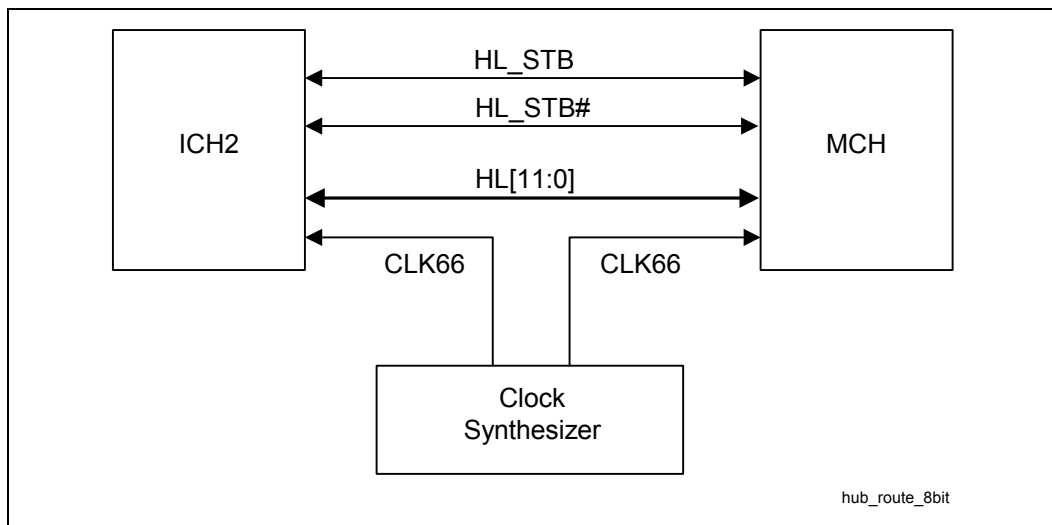 HL_STB
HL_STB#
ICH2
MCH
HL[11:0]
CLK66
CLK66
Clock
Synthesizer
hub_route_8bit